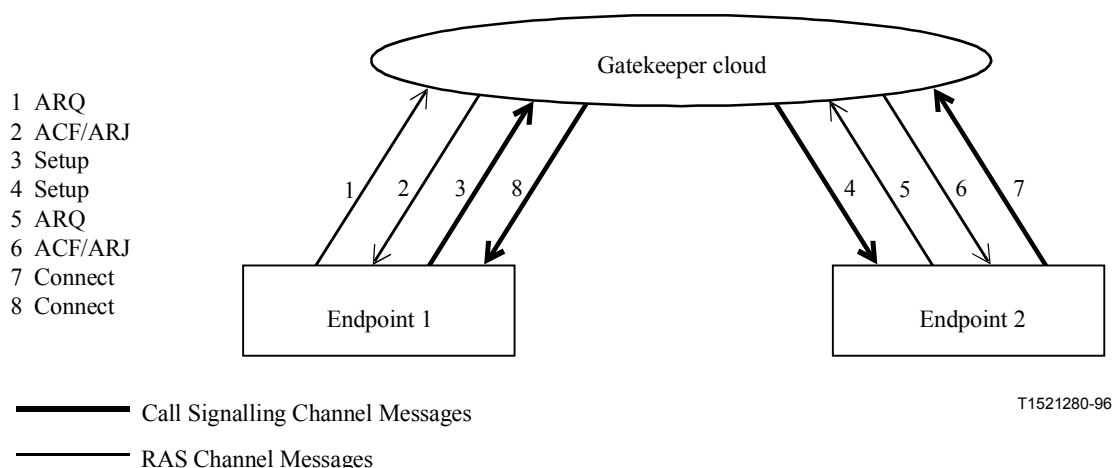 Gatekeeper cloud
1 ARQ
2 ACF/ARJ
3 Setup
4 Setup
5 ARQ
6 ACF/ARJ
7 Connect
8 Connect
1
2
3
8
4
5
6
7
Endpoint 1
Endpoint 2
Call Signalling Channel Messages
T1521280-96
RAS Channel Messages